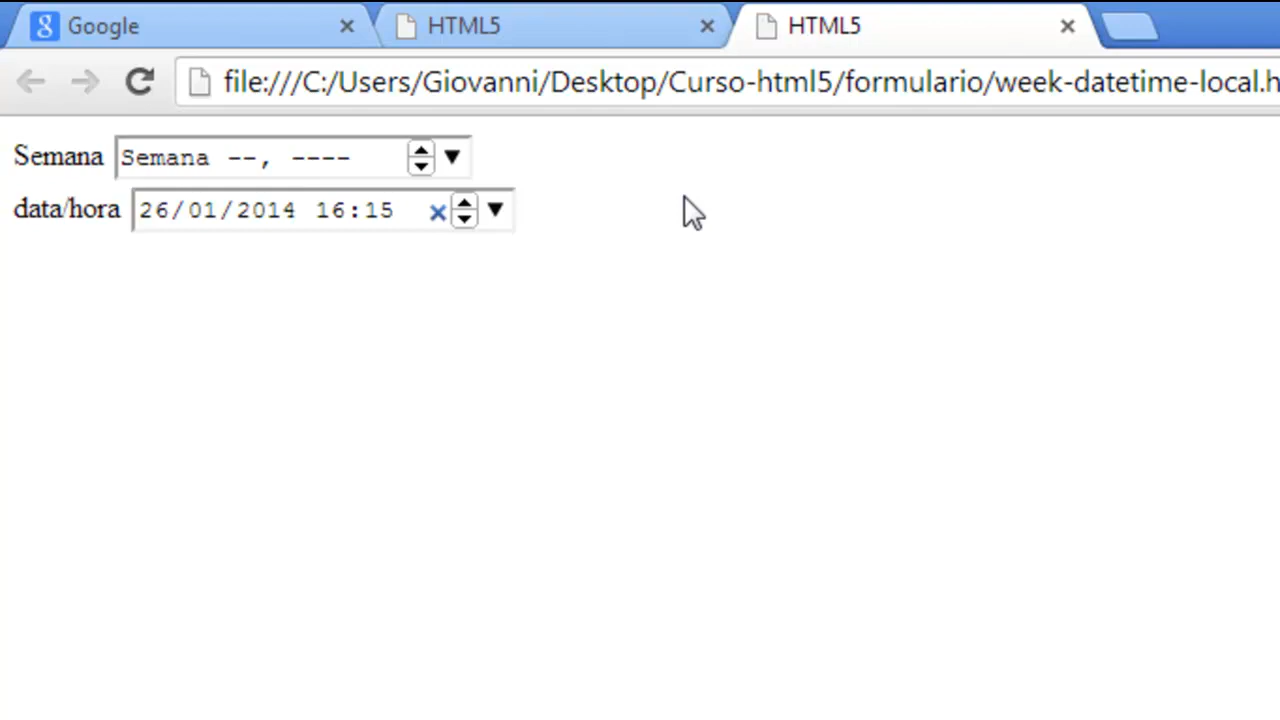 Google HTML5 HTML5
file:///C:/Users/Giovanni/Desktop/Curso-html5/formulario/week-datetime-local.h
Semana Semana --, ----
data/hora 26/01/2014 16:15